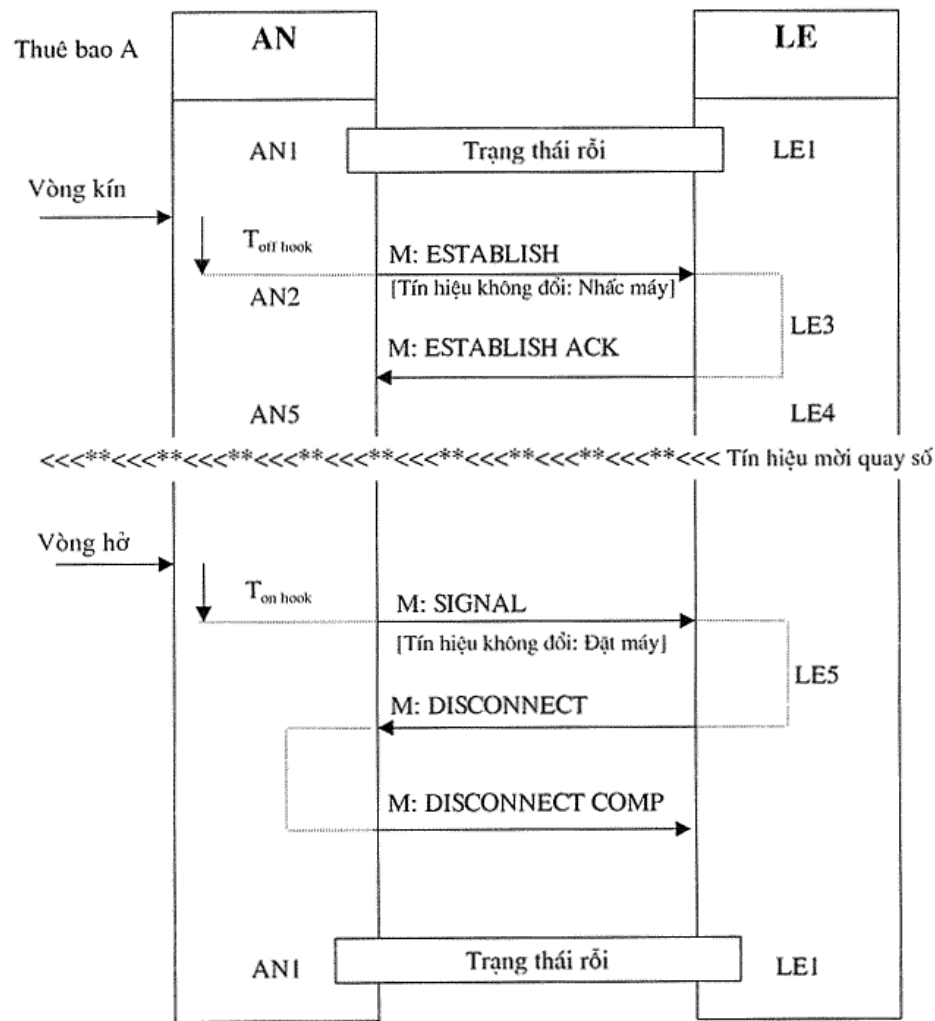 Thuê bao A
AN
LE
AN1
Trạng thái rỗi
LE1
Vòng kín
T off hook
M: ESTABLISH
[Tín hiệu không đổi: Nhấc máy]
AN2
LE3
M: ESTABLISH ACK
AN5
LE4
<<<**<<<**<<<**<<<**<<<**<<<**<<<**<<<**<<<**<<< Tín hiệu mời quay số
Vòng hở
T on hook
M: SIGNAL
[Tín hiệu không đổi: Đặt máy]
LE5
M: DISCONNECT
M: DISCONNECT COMP
AN1
Trạng thái rỗi
LE1